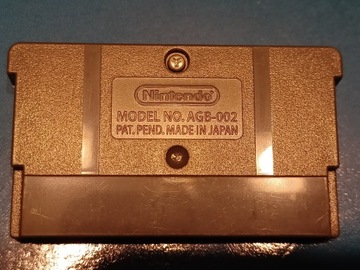 Nintendo
MODEL NO. AGB-002
PAT. PEND. MADE IN JAPAN